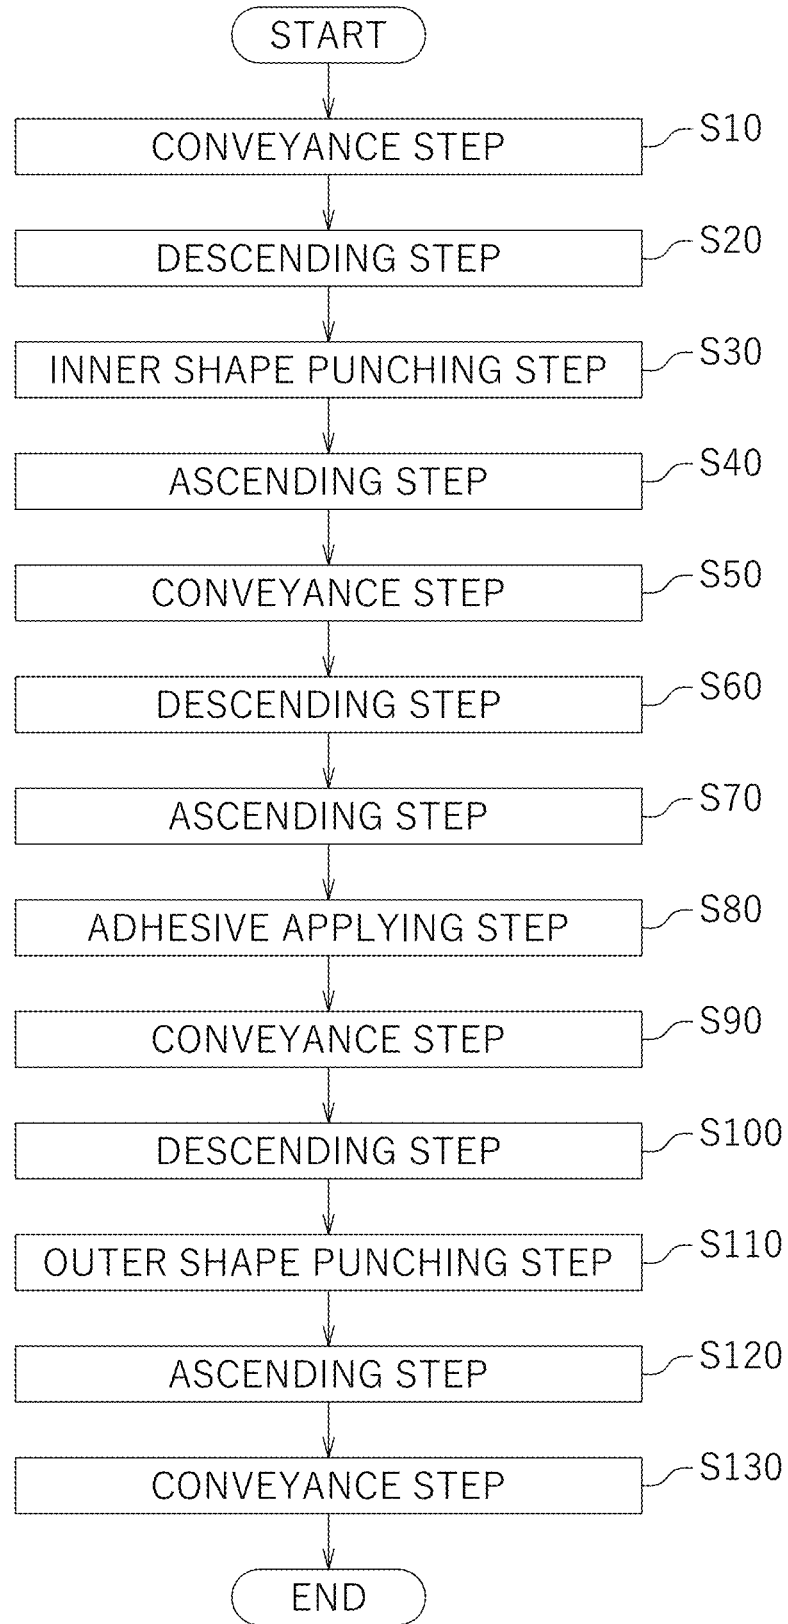 START
CONVEYANCE STEP S10
DESCENDING STEP S20
INNER SHAPE PUNCHING STEP S30
ASCENDING STEP S40
CONVEYANCE STEP S50
DESCENDING STEP S60
ASCENDING STEP S70
ADHESIVE APPLYING STEP S80
CONVEYANCE STEP S90
DESCENDING STEP S100
OUTER SHAPE PUNCHING STEP S110
ASCENDING STEP S120
CONVEYANCE STEP S130
END